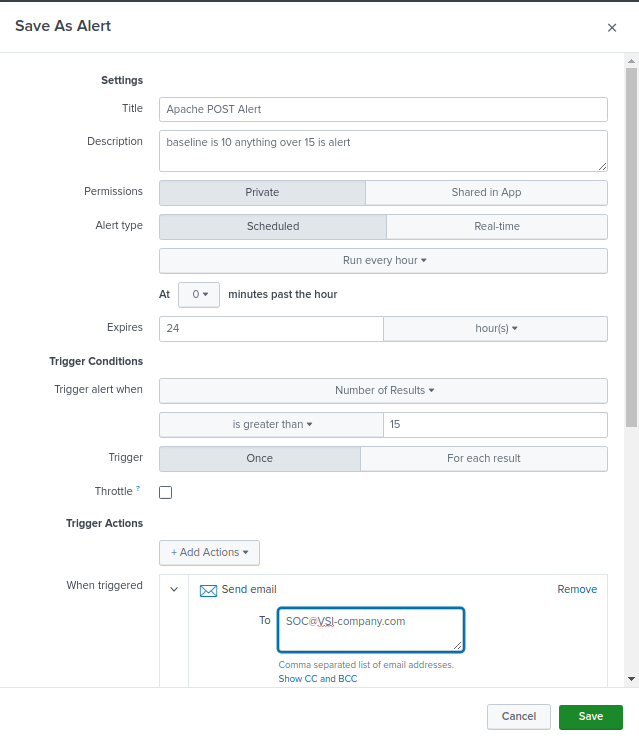 Save As Alert
Settings
Title Apache POST Alert
Description baseline is 10 anything over 15 is alert
Permissions Private Shared in App
Alert type Scheduled Real-time
Run every hour
At 0 minutes past the hour
Expires 24 hour(s)
Trigger Conditions
Trigger alert when Number of Results
is greater than 15
Trigger Once For each result
Throttle ?
Trigger Actions
+ Add Actions
When triggered Send email Remove
To SOC@VSI-company.com
Comma separated list of email addresses.
Show CC and BCC
Cancel Save